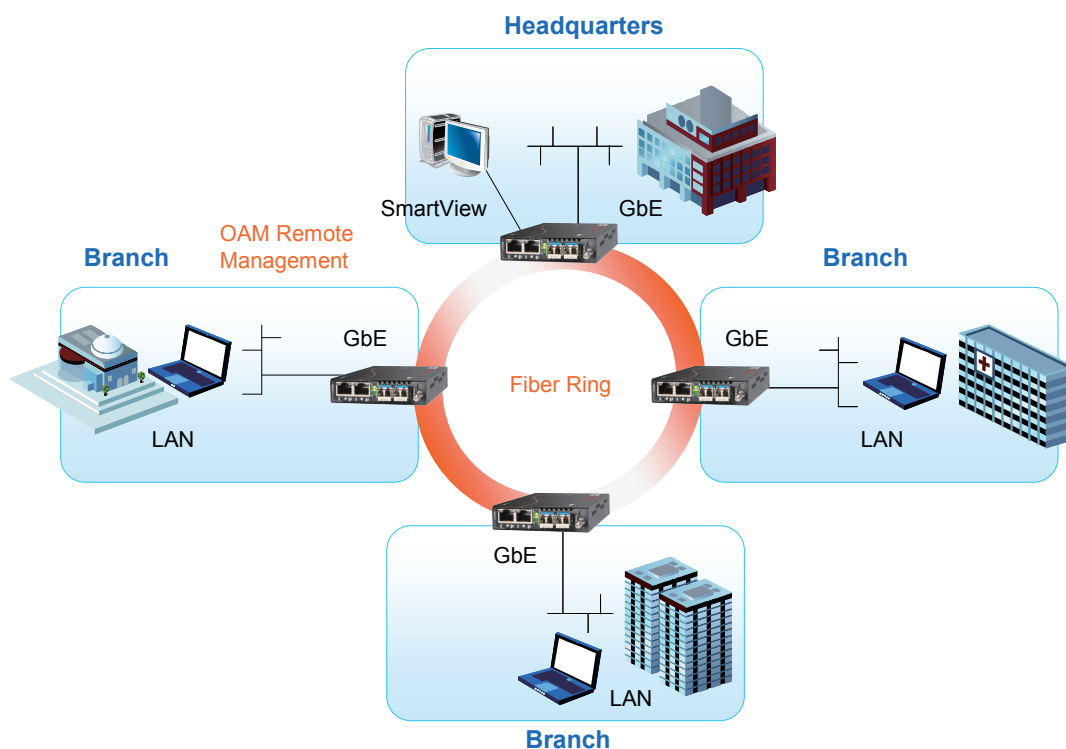 Headquarters
SmartView
GbE
OAM Remote
Management
Branch
Branch
GbE
GbE
Fiber Ring
LAN
LAN
GbE
LAN
Branch